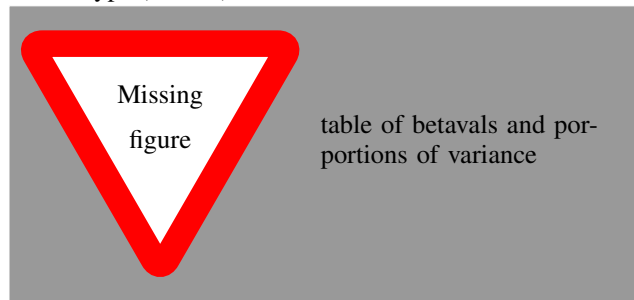 Missing
figure
table of betavals and por-
portions of variance